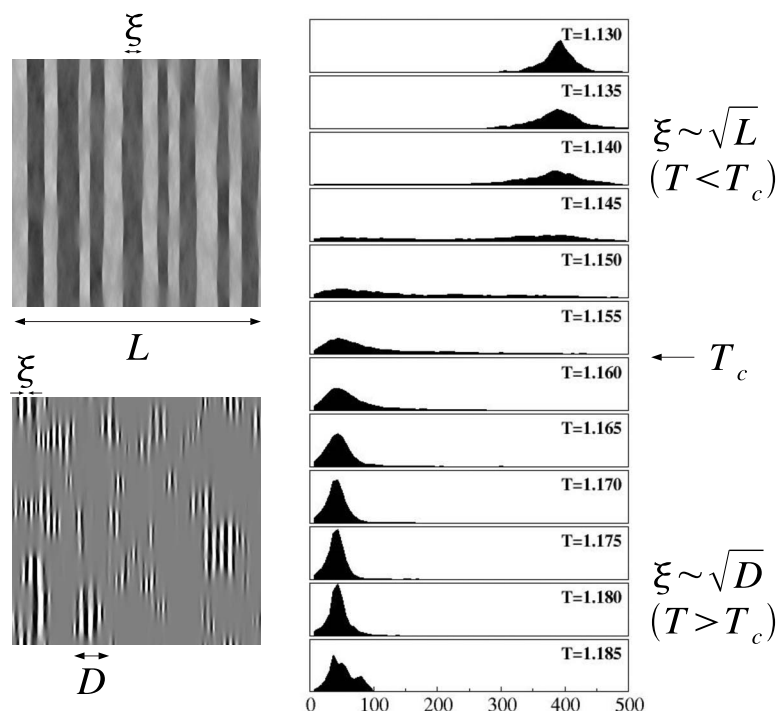 ξ
L
ξ
D
T=1.130
T=1.135
T=1.140
T=1.145
T=1.150
T=1.155
T=1.160
T=1.165
T=1.170
T=1.175
T=1.180
T=1.185
0 100 200 300 400 500
ξ∼√L
(T<T_c)
T_c
ξ∼√D
(T>T_c)